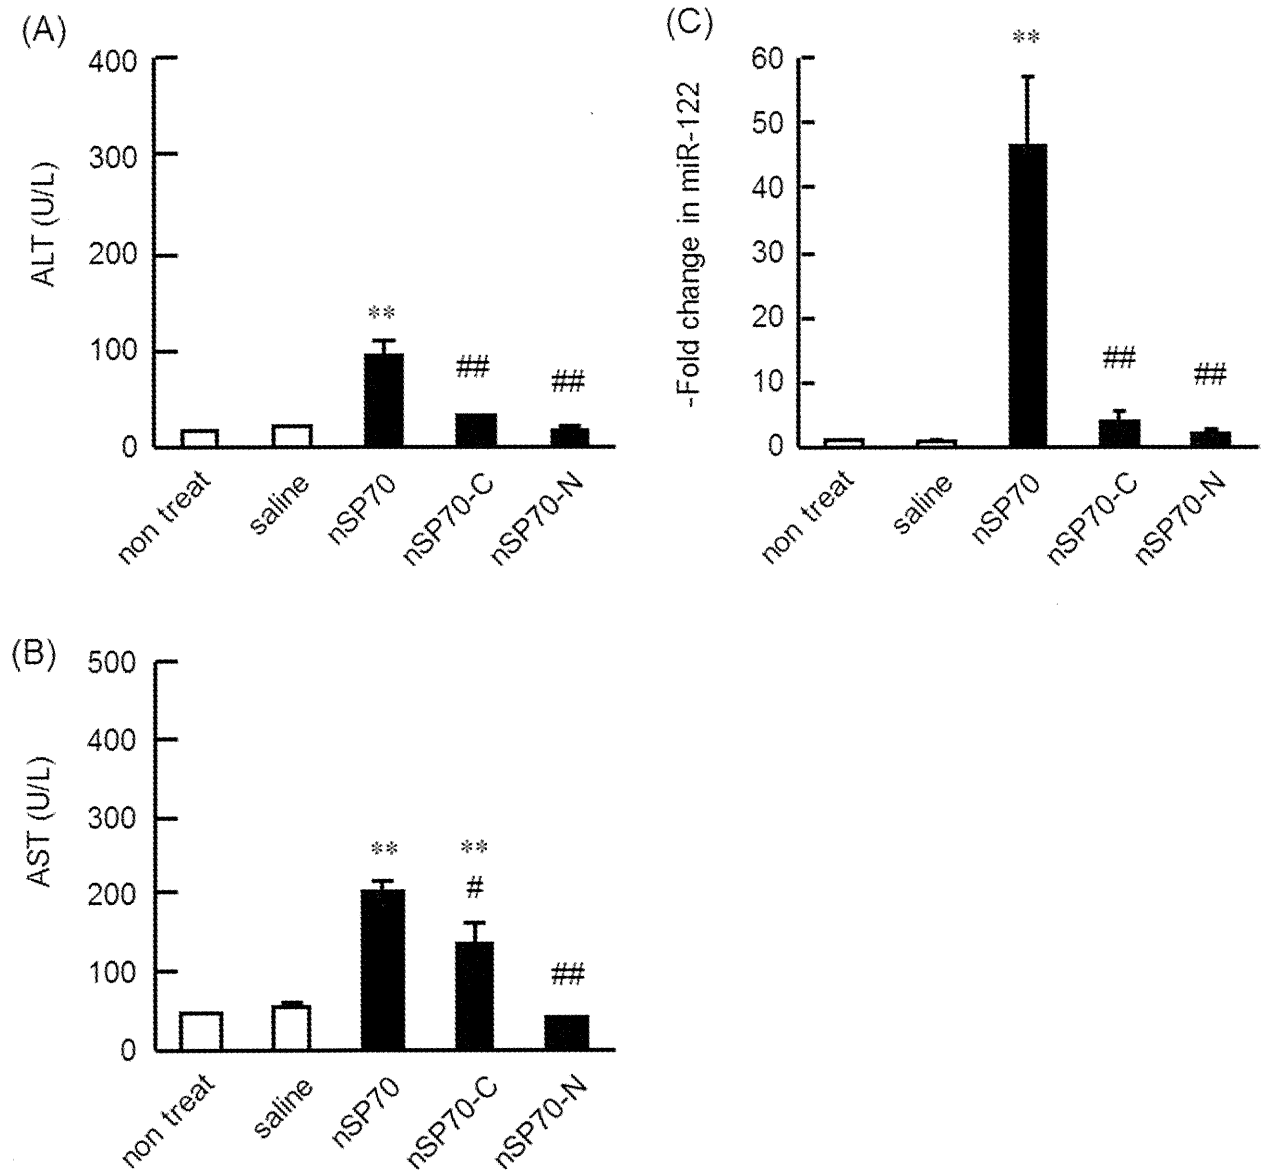 (A)
ALT (U/L)
400
300
200
100
0
**
##
##
non treat
saline
nSP70
nSP70-C
nSP70-N
(C)
-Fold change in miR-122
60
50
40
30
20
10
0
**
##
##
non treat
saline
nSP70
nSP70-C
nSP70-N
(B)
AST (U/L)
500
400
300
200
100
0
**
**
#
##
non treat
saline
nSP70
nSP70-C
nSP70-N